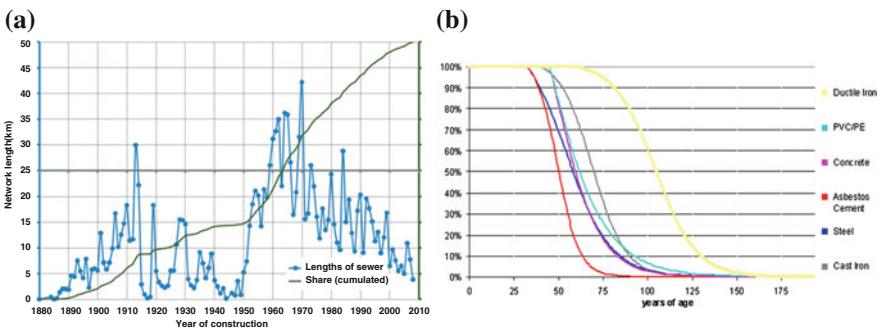 (a)
50
45
40
35
30
25
20
15
10
5
0
Network length(km)
1880 1890 1900 1910 1920 1930 1940 1950 1960 1970 1980 1990 2000 2010
Year of construction
Lengths of sewer
Share (cumulated)
(b)
100%
90%
80%
70%
60%
50%
40%
30%
20%
10%
0%
0 25 50 75 100 125 150 175
years of age
Ductile Iron
PVC/PE
Concrete
Asbestos
Cement
Steel
Cast Iron